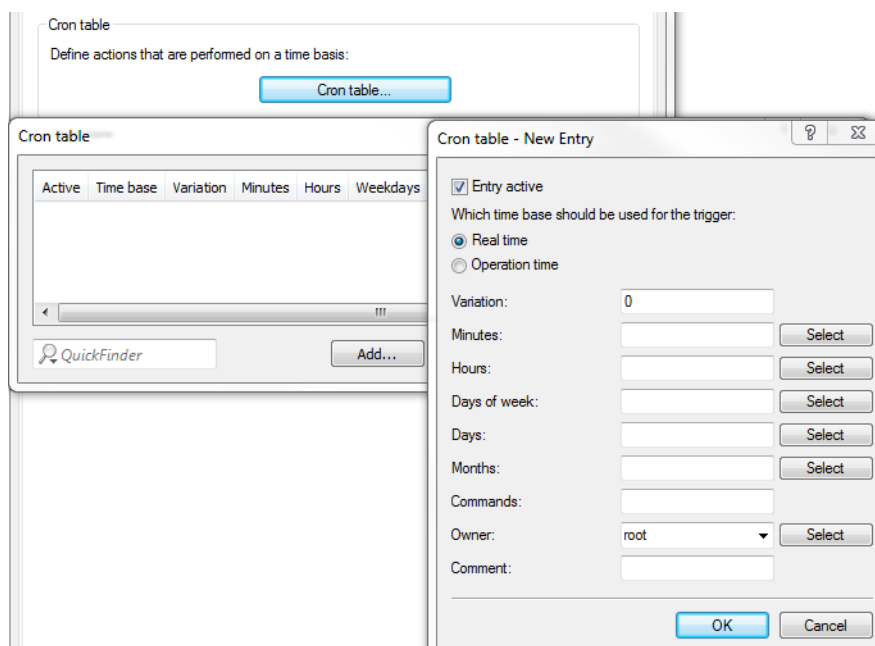 Cron table
Define actions that are performed on a time basis:
Cron table...
Cron table
Active Time base Variation Minutes Hours Weekdays
QuickFinder
Add...
Cron table - New Entry
Entry active
Which time base should be used for the trigger:
Real time
Operation time
Variation: 0
Minutes: Select
Hours: Select
Days of week: Select
Days: Select
Months: Select
Commands:
Owner: root Select
Comment:
OK Cancel